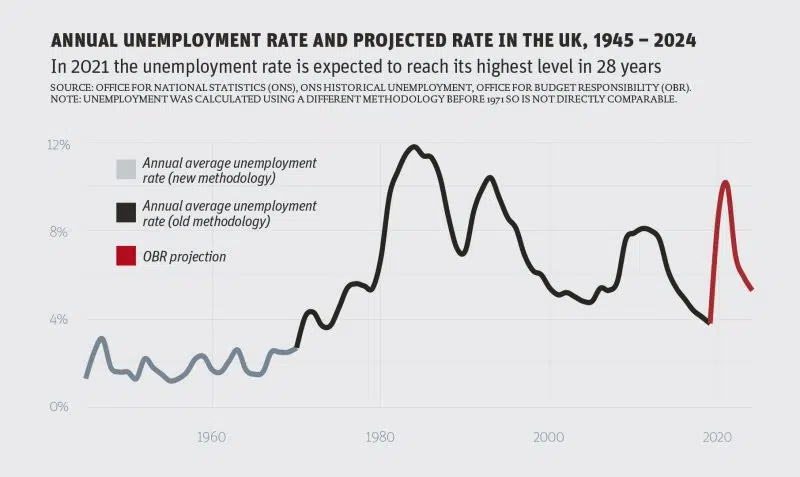 ANNUAL UNEMPLOYMENT RATE AND PROJECTED RATE IN THE UK, 1945 – 2024
In 2021 the unemployment rate is expected to reach its highest level in 28 years
SOURCE: OFFICE FOR NATIONAL STATISTICS (ONS), ONS HISTORICAL UNEMPLOYMENT, OFFICE FOR BUDGET RESPONSIBILITY (OBR).
NOTE: UNEMPLOYMENT WAS CALCULATED USING A DIFFERENT METHODOLOGY BEFORE 1971 SO IS NOT DIRECTLY COMPARABLE.
12%
Annual average unemployment
rate (new methodology)
Annual average unemployment
rate (old methodology)
8%
OBR projection
4%
0%
1960
1980
2000
2020